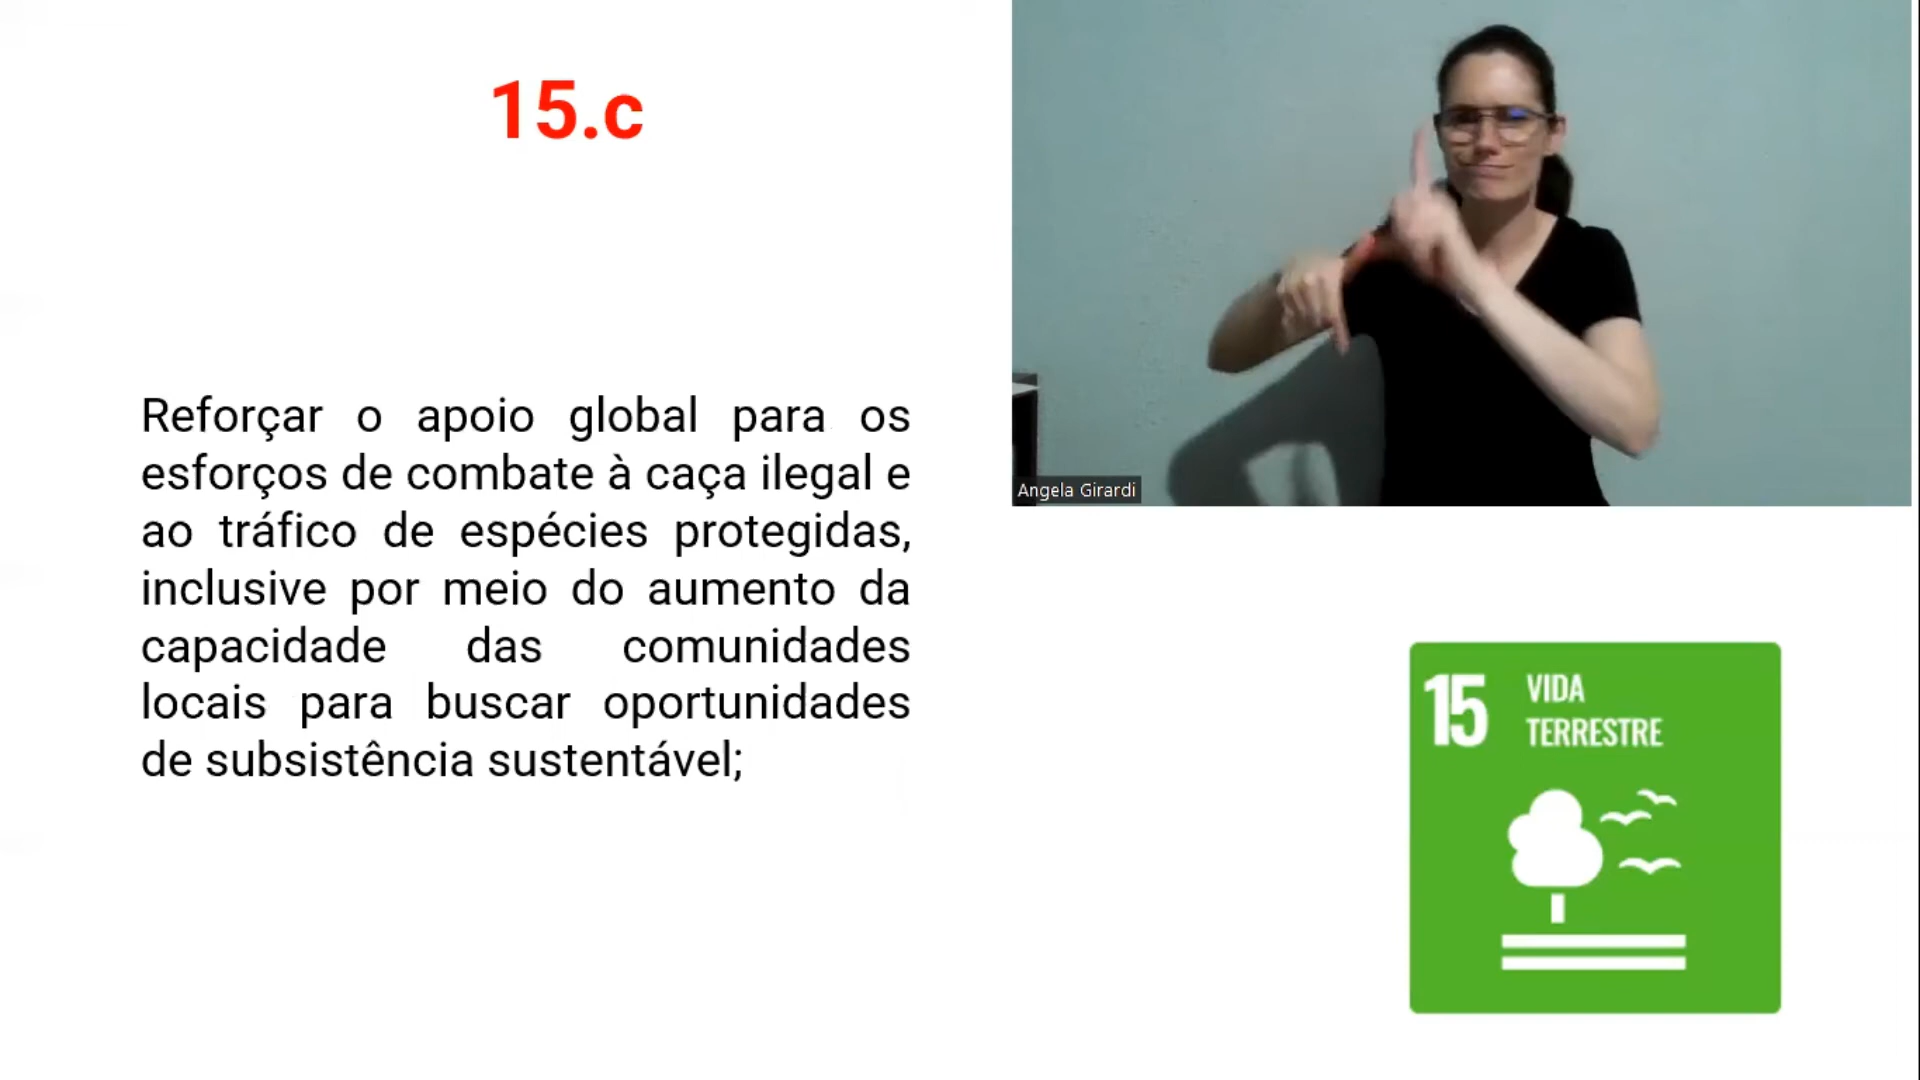 15.c
Reforçar o apoio global para os
esforços de combate à caça ilegal e
ao tráfico de espécies protegidas,
inclusive por meio do aumento da
capacidade das comunidades
locais para buscar oportunidades
de subsistência sustentável;
Angela Girardi
15 VIDA
TERRESTRE